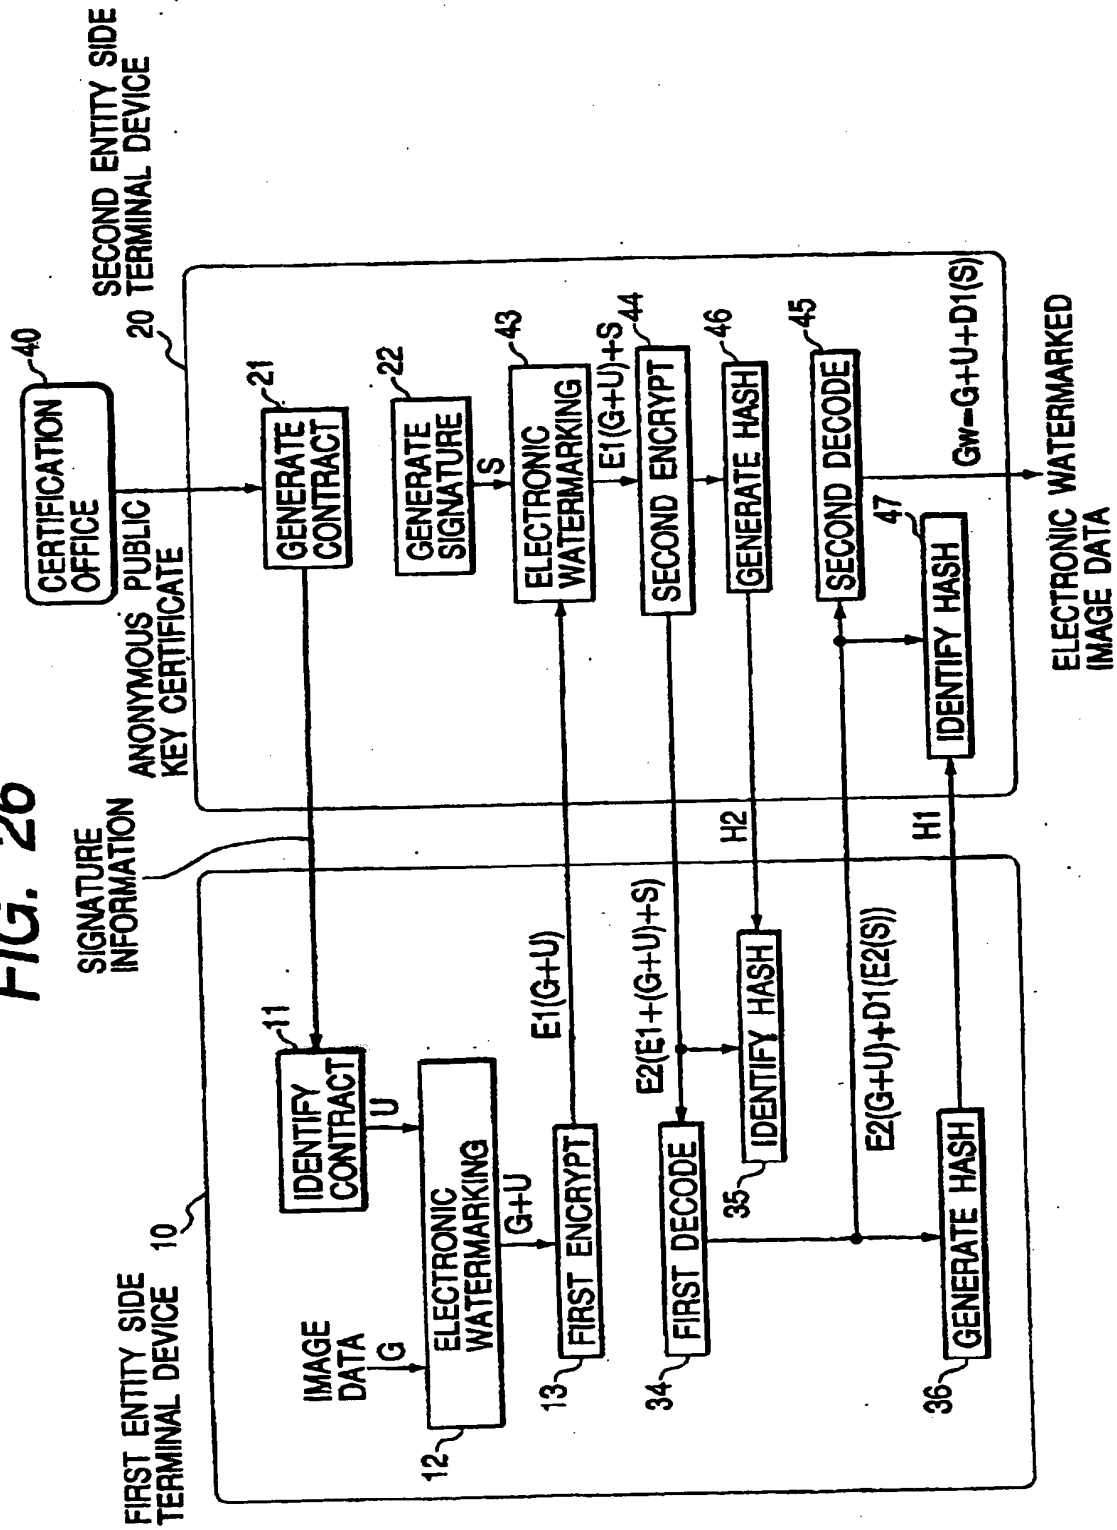 FIG. 26
FIRST ENTITY SIDE
TERMINAL DEVICE 10
SIGNATURE
INFORMATION
ANONYMOUS PUBLIC
KEY CERTIFICATE
CERTIFICATION
OFFICE
40
SECOND ENTITY SIDE
20 TERMINAL DEVICE
IMAGE
DATA
G
11
IDENTIFY
CONTRACT
U
21
GENERATE
CONTRACT
12
ELECTRONIC
WATERMARKING
G+U
22
GENERATE
SIGNATURE
S
13
FIRST ENCRYPT
E1(G+U)
43
ELECTRONIC
WATERMARKING
E1(G+U)+S
34
FIRST DECODE
E2(E1+(G+U)+S)
44
SECOND ENCRYPT
35
IDENTIFY HASH
H2
46
GENERATE HASH
E2(G+U)+D1(E2(S))
45
SECOND DECODE
36
GENERATE HASH
H1
47
IDENTIFY HASH
Gw=G+U+D1(S)
ELECTRONIC WATERMARKED
IMAGE DATA